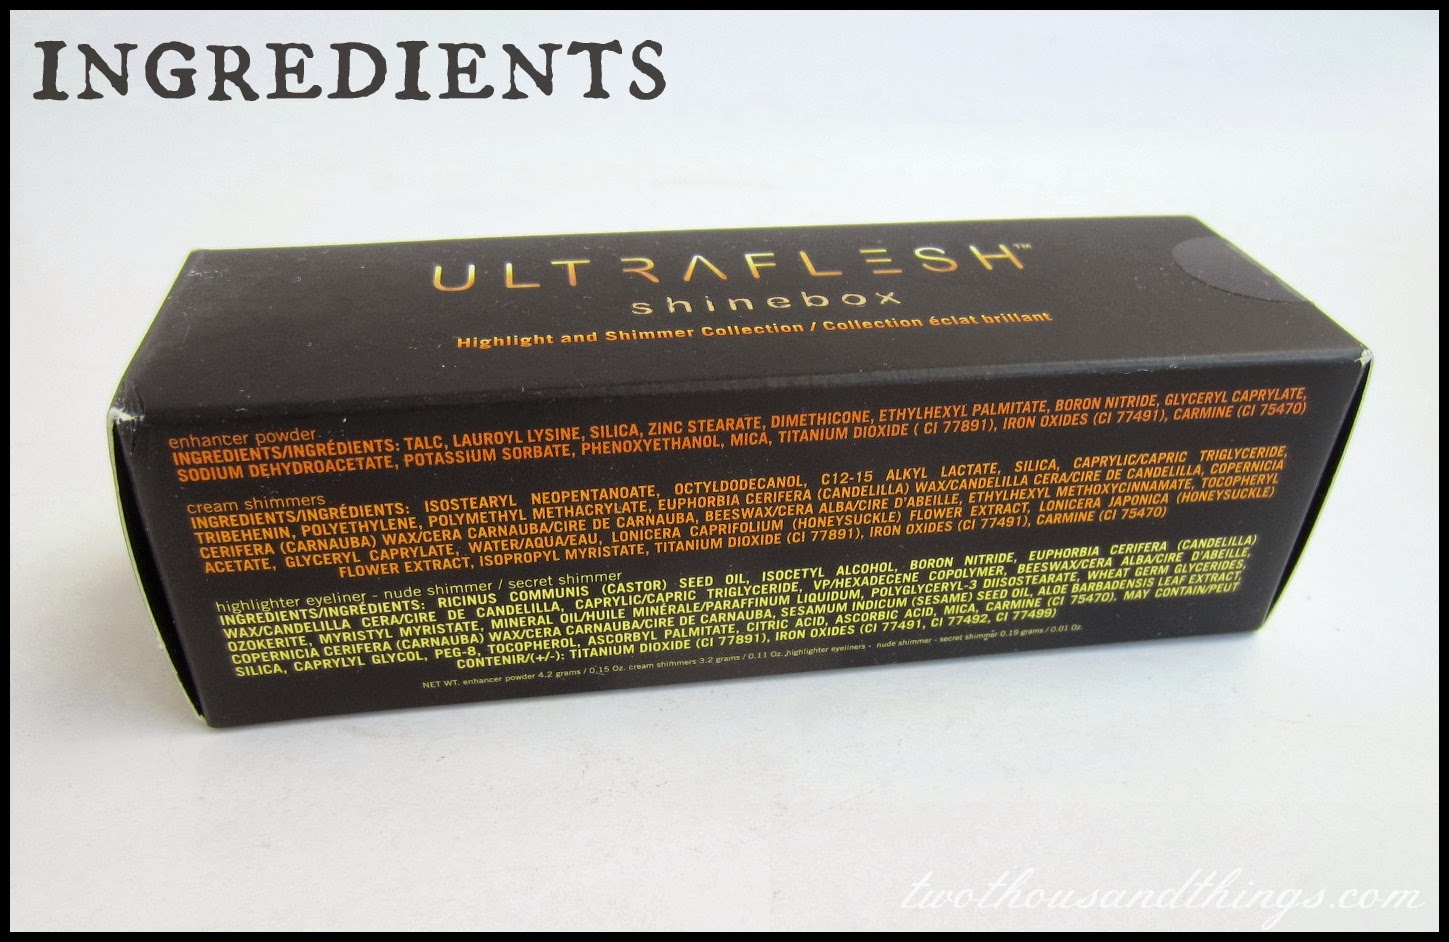 INGREDIENTS
ULTRAFLESH™
shinebox
Highlight and Shimmer Collection / Collection éclat brillant
enhancer powder
INGREDIENTS/INGRÉDIENTS: TALC, LAUROYL LYSINE, SILICA, ZINC STEARATE, DIMETHICONE, ETHYLHEXYL PALMITATE, BORON NITRIDE, GLYCERYL CAPRYLATE,
SODIUM DEHYDROACETATE, POTASSIUM SORBATE, PHENOXYETHANOL, MICA, TITANIUM DIOXIDE ( CI 77891), IRON OXIDES (CI 77491), CARMINE (CI 75470)
cream shimmers
INGREDIENTS/INGRÉDIENTS: ISOSTEARYL NEOPENTANOATE, OCTYLDODECANOL, C12-15 ALKYL LACTATE, SILICA, CAPRYLIC/CAPRIC TRIGLYCERIDE,
TRIBEHENIN, POLYETHYLENE, POLYMETHYL METHACRYLATE, EUPHORBIA CERIFERA (CANDELILLA) WAX/CANDELILLA CERA/CIRE DE CANDELILLA, COPERNICIA
CERIFERA (CARNAUBA) WAX/CERA CARNAUBA/CIRE DE CARNAUBA, BEESWAX/CERA ALBA/CIRE D'ABEILLE, ETHYLHEXYL METHOXYCINNAMATE, TOCOPHERYL
ACETATE, GLYCERYL CAPRYLATE, WATER/AQUA/EAU, LONICERA CAPRIFOLIUM (HONEYSUCKLE) FLOWER EXTRACT, LONICERA JAPONICA (HONEYSUCKLE)
FLOWER EXTRACT, ISOPROPYL MYRISTATE, TITANIUM DIOXIDE (CI 77891), IRON OXIDES (CI 77491), CARMINE (CI 75470)
highlighter eyeliner - nude shimmer / secret shimmer
INGREDIENTS/INGRÉDIENTS: RICINUS COMMUNIS (CASTOR) SEED OIL, ISOCETYL ALCOHOL, BORON NITRIDE, EUPHORBIA CERIFERA (CANDELILLA)
WAX/CANDELILLA CERA/CIRE DE CANDELILLA, CAPRYLIC/CAPRIC TRIGLYCERIDE, VP/HEXADECENE COPOLYMER, BEESWAX/CERA ALBA/CIRE D'ABEILLE,
OZOKERITE, MYRISTYL MYRISTATE, MINERAL OIL/HUILE MINÉRALE/PARAFFINUM LIQUIDUM, POLYGLYCERYL-3 DIISOSTEARATE, WHEAT GERM GLYCERIDES,
COPERNICIA CERIFERA (CARNAUBA) WAX/CERA CARNAUBA/CIRE DE CARNAUBA, SESAMUM INDICUM (SESAME) SEED OIL, ALOE BARBADENSIS LEAF EXTRACT,
SILICA, CAPRYLYL GLYCOL, PEG-8, TOCOPHEROL, ASCORBYL PALMITATE, CITRIC ACID, ASCORBIC ACID, MICA, CARMINE (CI 75470). MAY CONTAIN/PEUT
CONTENIR/(+/-): TITANIUM DIOXIDE (CI 77891), IRON OXIDES (CI 77491, CI 77492, CI 77499)
NET WT. enhancer powder 4.2 grams / 0.15 Oz. cream shimmers 3.2 grams / 0.11 Oz. highlighter eyeliners - nude shimmer - secret shimmer 0.19 grams / 0.01 Oz.
twothousandthings.com